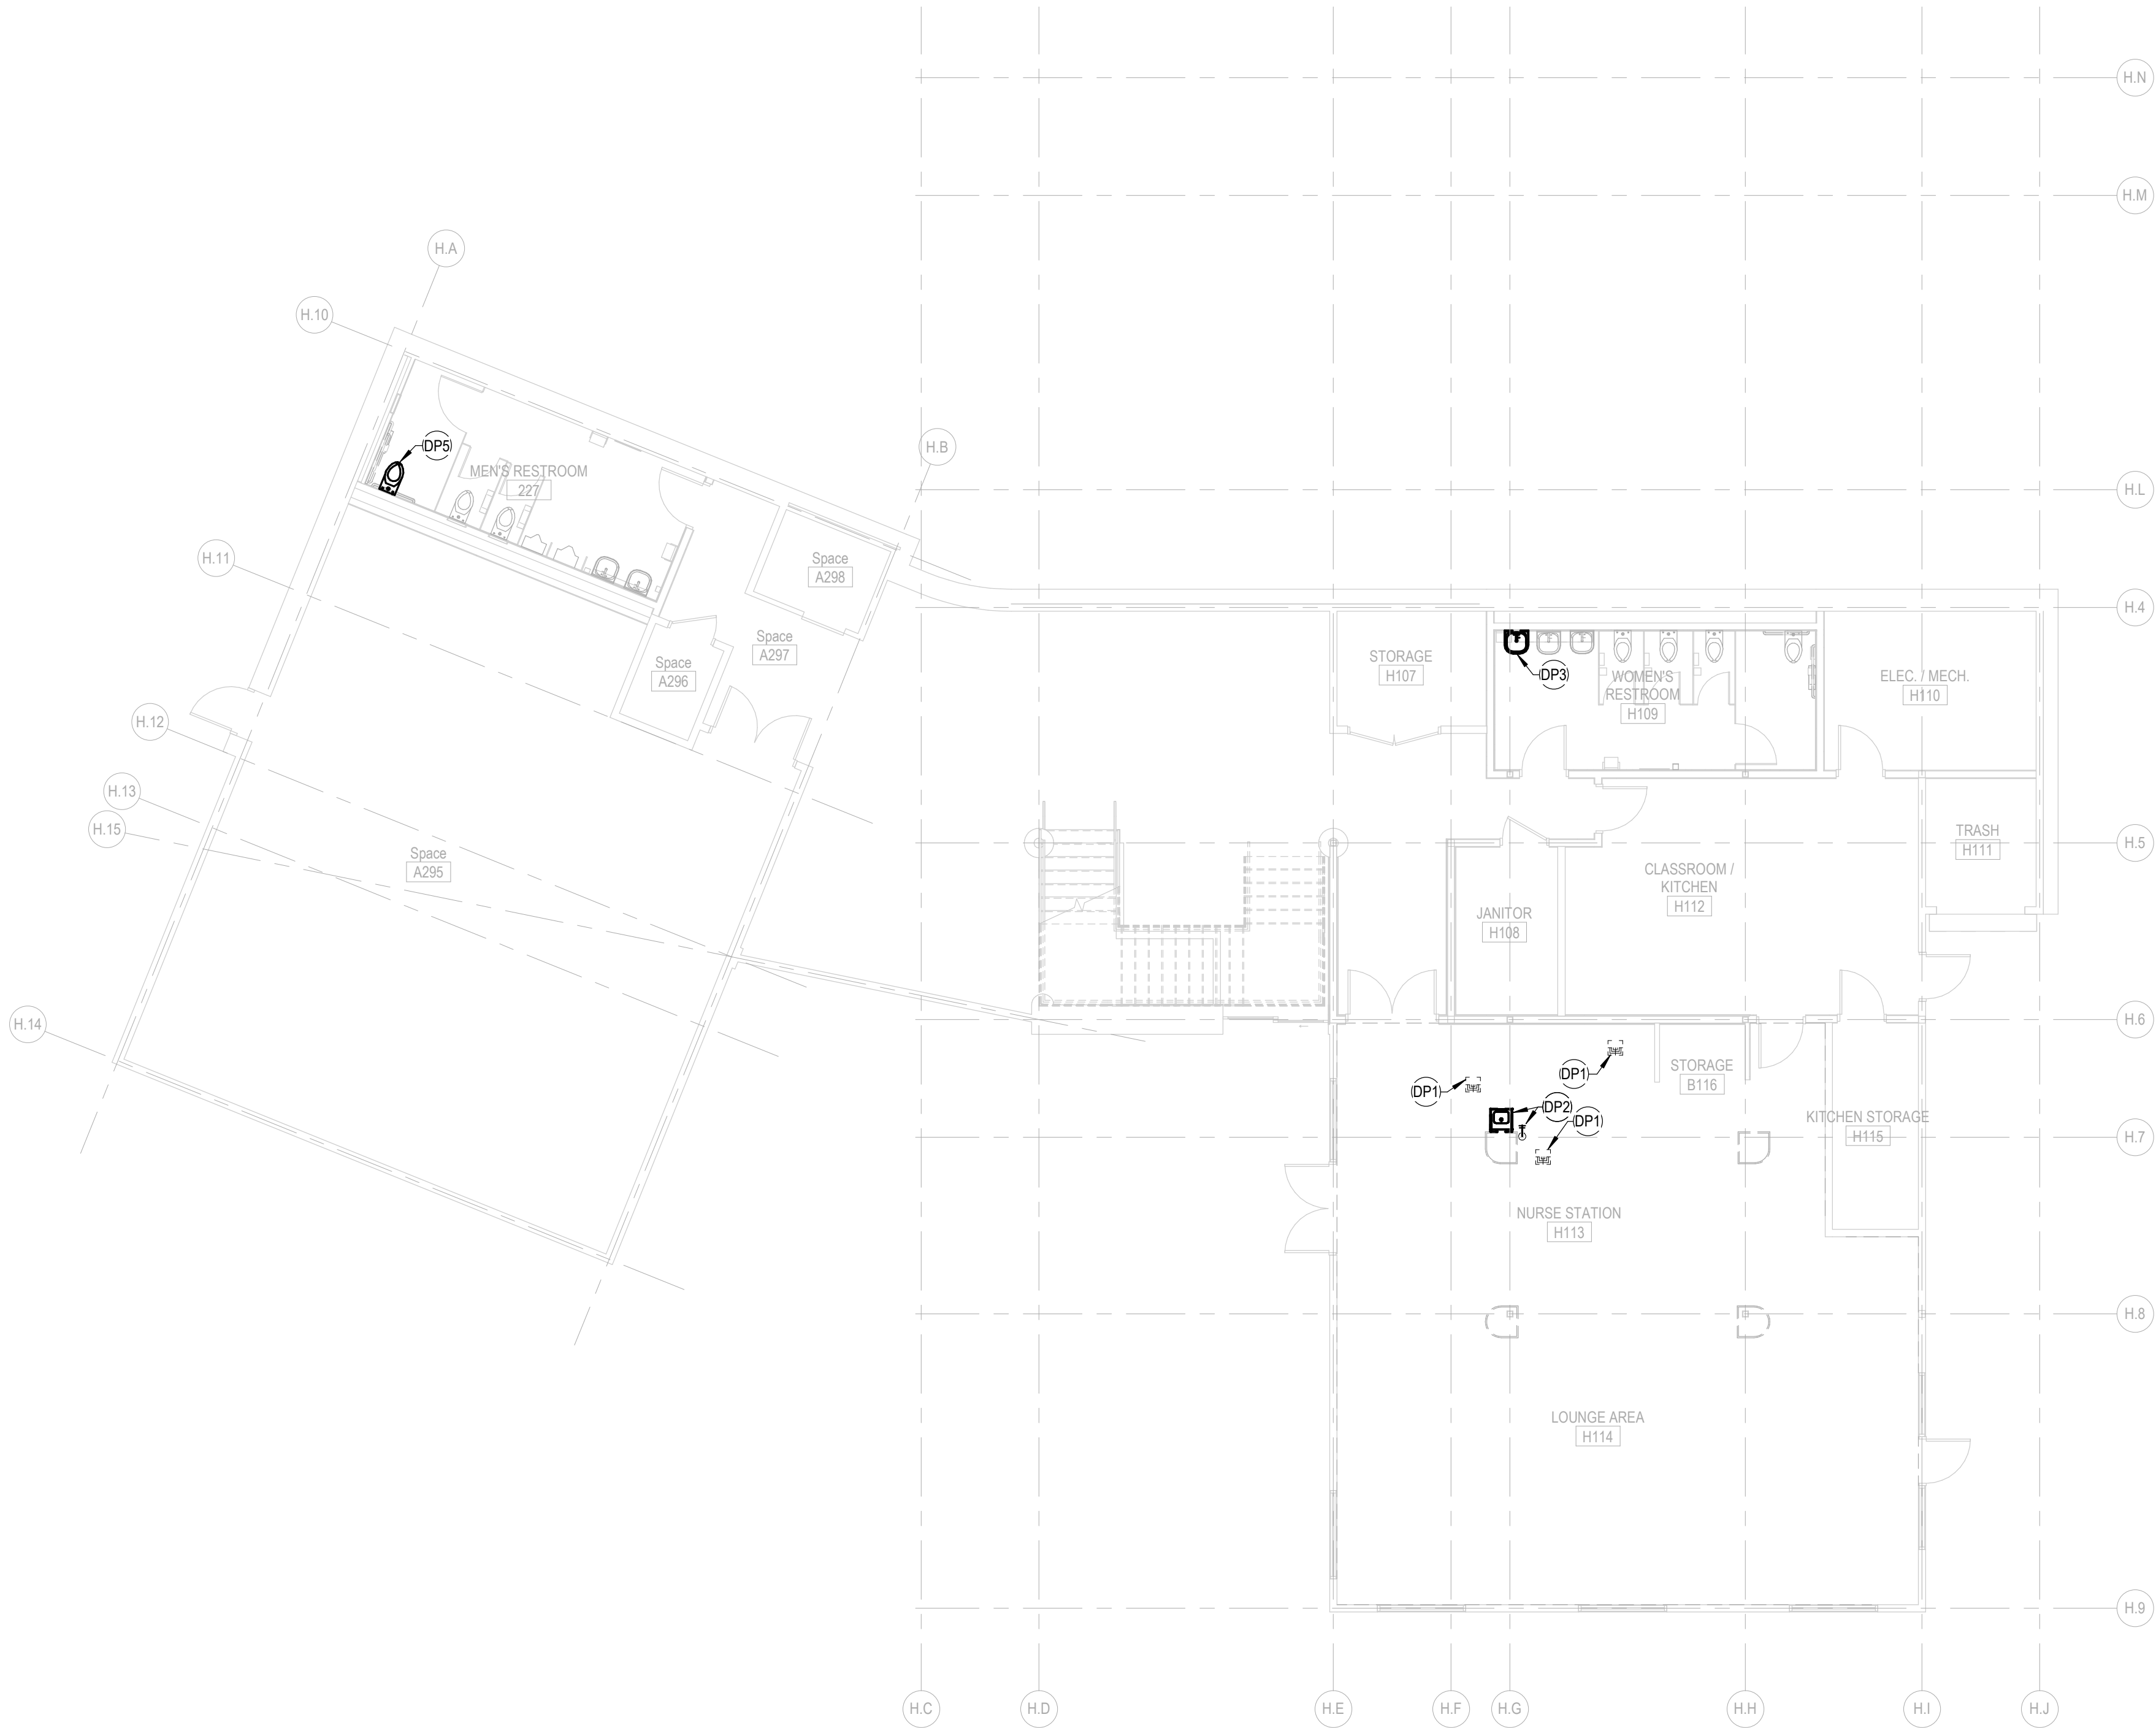 H.N
H.M
H.A
H.10
(DP5)
H.B
MEN'S RESTROOM
227
H.L
H.11
Space
A298
H.4
Space
A297
Space
A296
STORAGE
H107
(DP3)
WOMEN'S
RESTROOM
H109
ELEC. / MECH.
H110
H.12
H.13
H.15
Space
A295
TRASH
H111
H.5
CLASSROOM /
KITCHEN
H112
JANITOR
H108
H.14
H.6
(DP1)
(DP1)
STORAGE
B116
(DP2)
(DP1)
KITCHEN STORAGE
H115
H.7
NURSE STATION
H113
H.8
LOUNGE AREA
H114
H.9
H.C
H.D
H.E
H.F
H.G
H.H
H.I
H.J